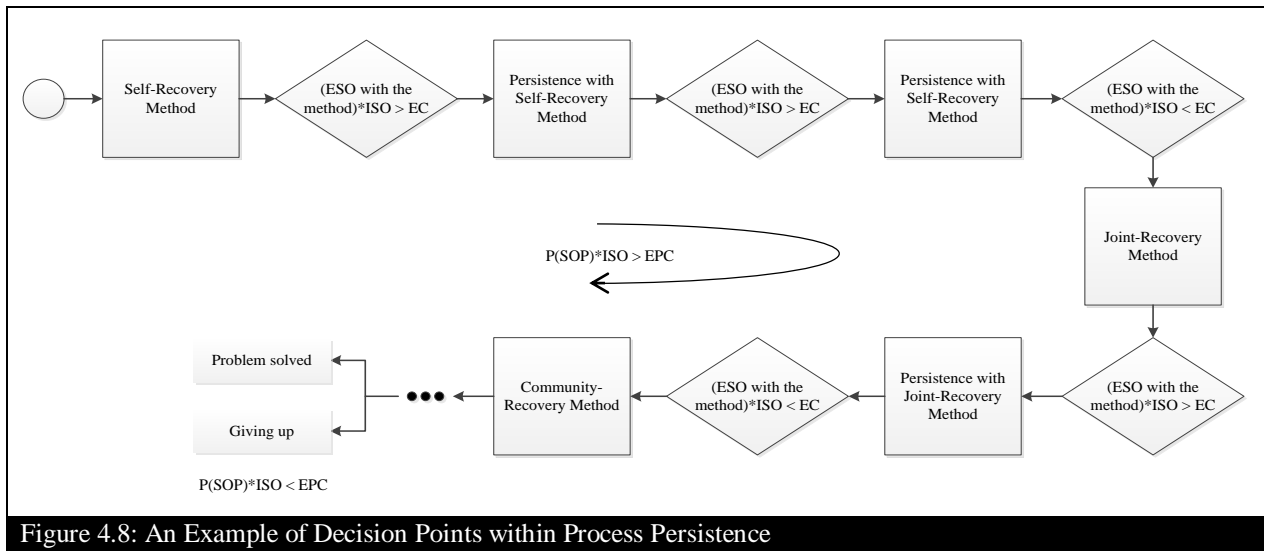 Self-Recovery
Method
(ESO with the
method)*ISO > EC
Persistence with
Self-Recovery
Method
(ESO with the
method)*ISO > EC
Persistence with
Self-Recovery
Method
(ESO with the
method)*ISO < EC
Joint-Recovery
Method
P(SOP)*ISO > EPC
(ESO with the
method)*ISO > EC
Persistence with
Joint-Recovery
Method
(ESO with the
method)*ISO < EC
Community-
Recovery Method
Problem solved
Giving up
P(SOP)*ISO < EPC
Figure 4.8: An Example of Decision Points within Process Persistence